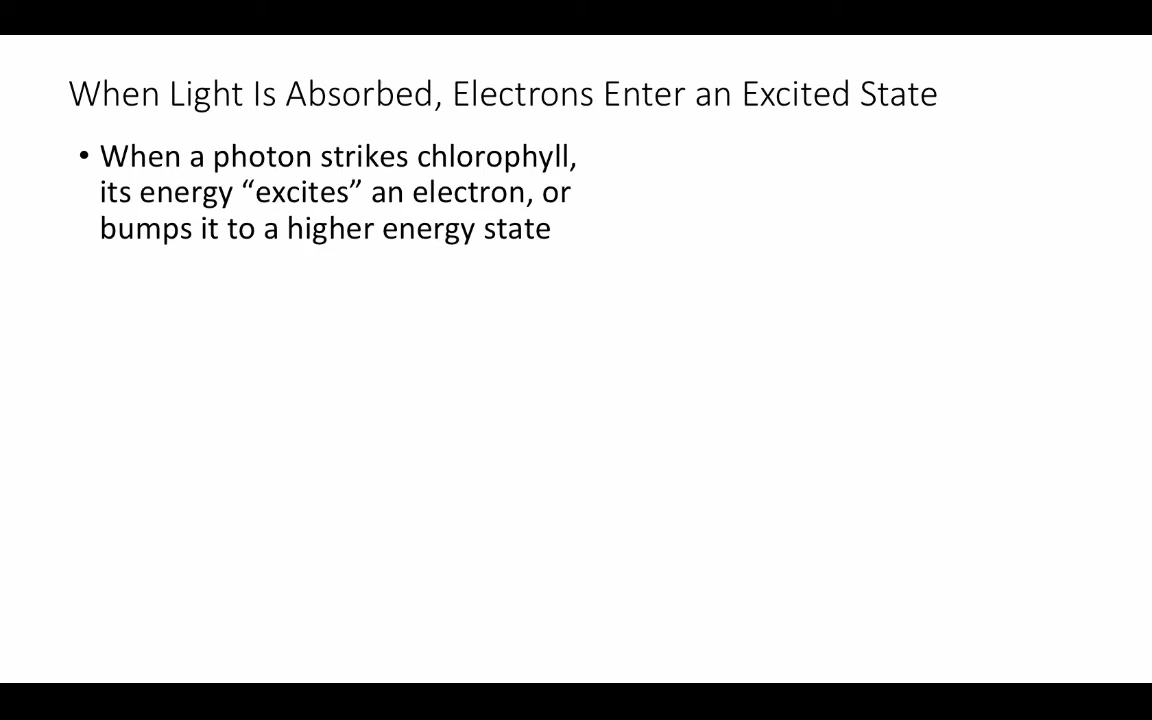 When Light Is Absorbed, Electrons Enter an Excited State
• When a photon strikes chlorophyll,
its energy “excites” an electron, or
bumps it to a higher energy state